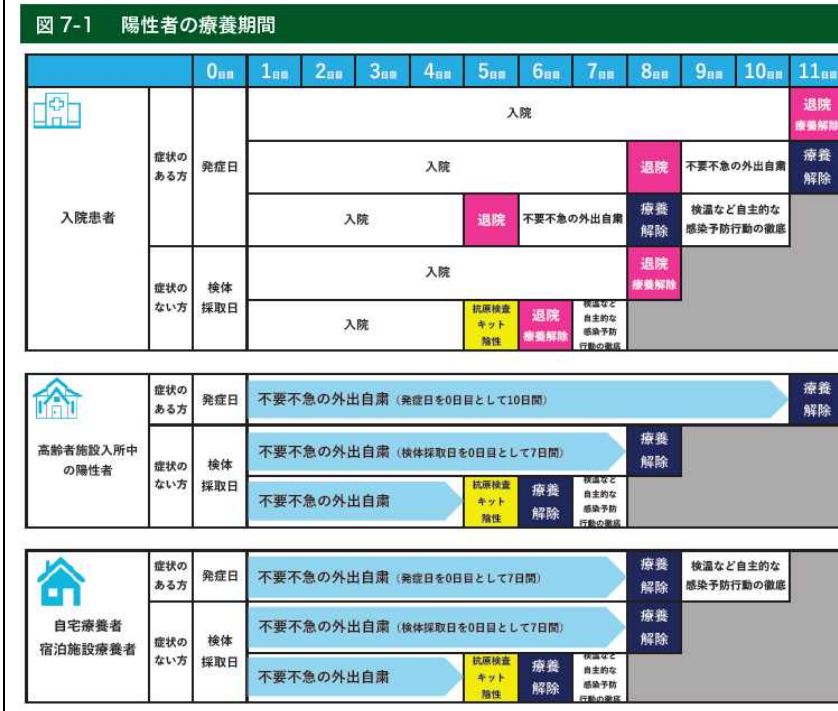 図 7-1 陽性者の療養期間
0日目 1日目 2日目 3日目 4日目 5日目 6日目 7日目 8日目 9日目 10日目 11日目
入院患者
症状の
ある方
発症日
入院
退院
療養解除
入院
退院
不要不急の外出自粛
療養
解除
入院
退院
不要不急の外出自粛
療養
解除
検温など自主的な
感染予防行動の徹底
症状の
ない方
検体
採取日
入院
退院
療養解除
入院
抗原検査
キット
陰性
退院
療養解除
検温など
自主的な
感染予防
行動の徹底
高齢者施設入所中
の陽性者
症状の
ある方
発症日
不要不急の外出自粛（発症日を0日目として10日間）
療養
解除
症状の
ない方
検体
採取日
不要不急の外出自粛（検体採取日を0日目として7日間）
療養
解除
不要不急の外出自粛
抗原検査
キット
陰性
療養
解除
検温など
自主的な
感染予防
行動の徹底
自宅療養者
宿泊施設療養者
症状の
ある方
発症日
不要不急の外出自粛（発症日を0日目として7日間）
療養
解除
検温など自主的な
感染予防行動の徹底
症状の
ない方
検体
採取日
不要不急の外出自粛（検体採取日を0日目として7日間）
療養
解除
不要不急の外出自粛
抗原検査
キット
陰性
療養
解除
検温など
自主的な
感染予防
行動の徹底